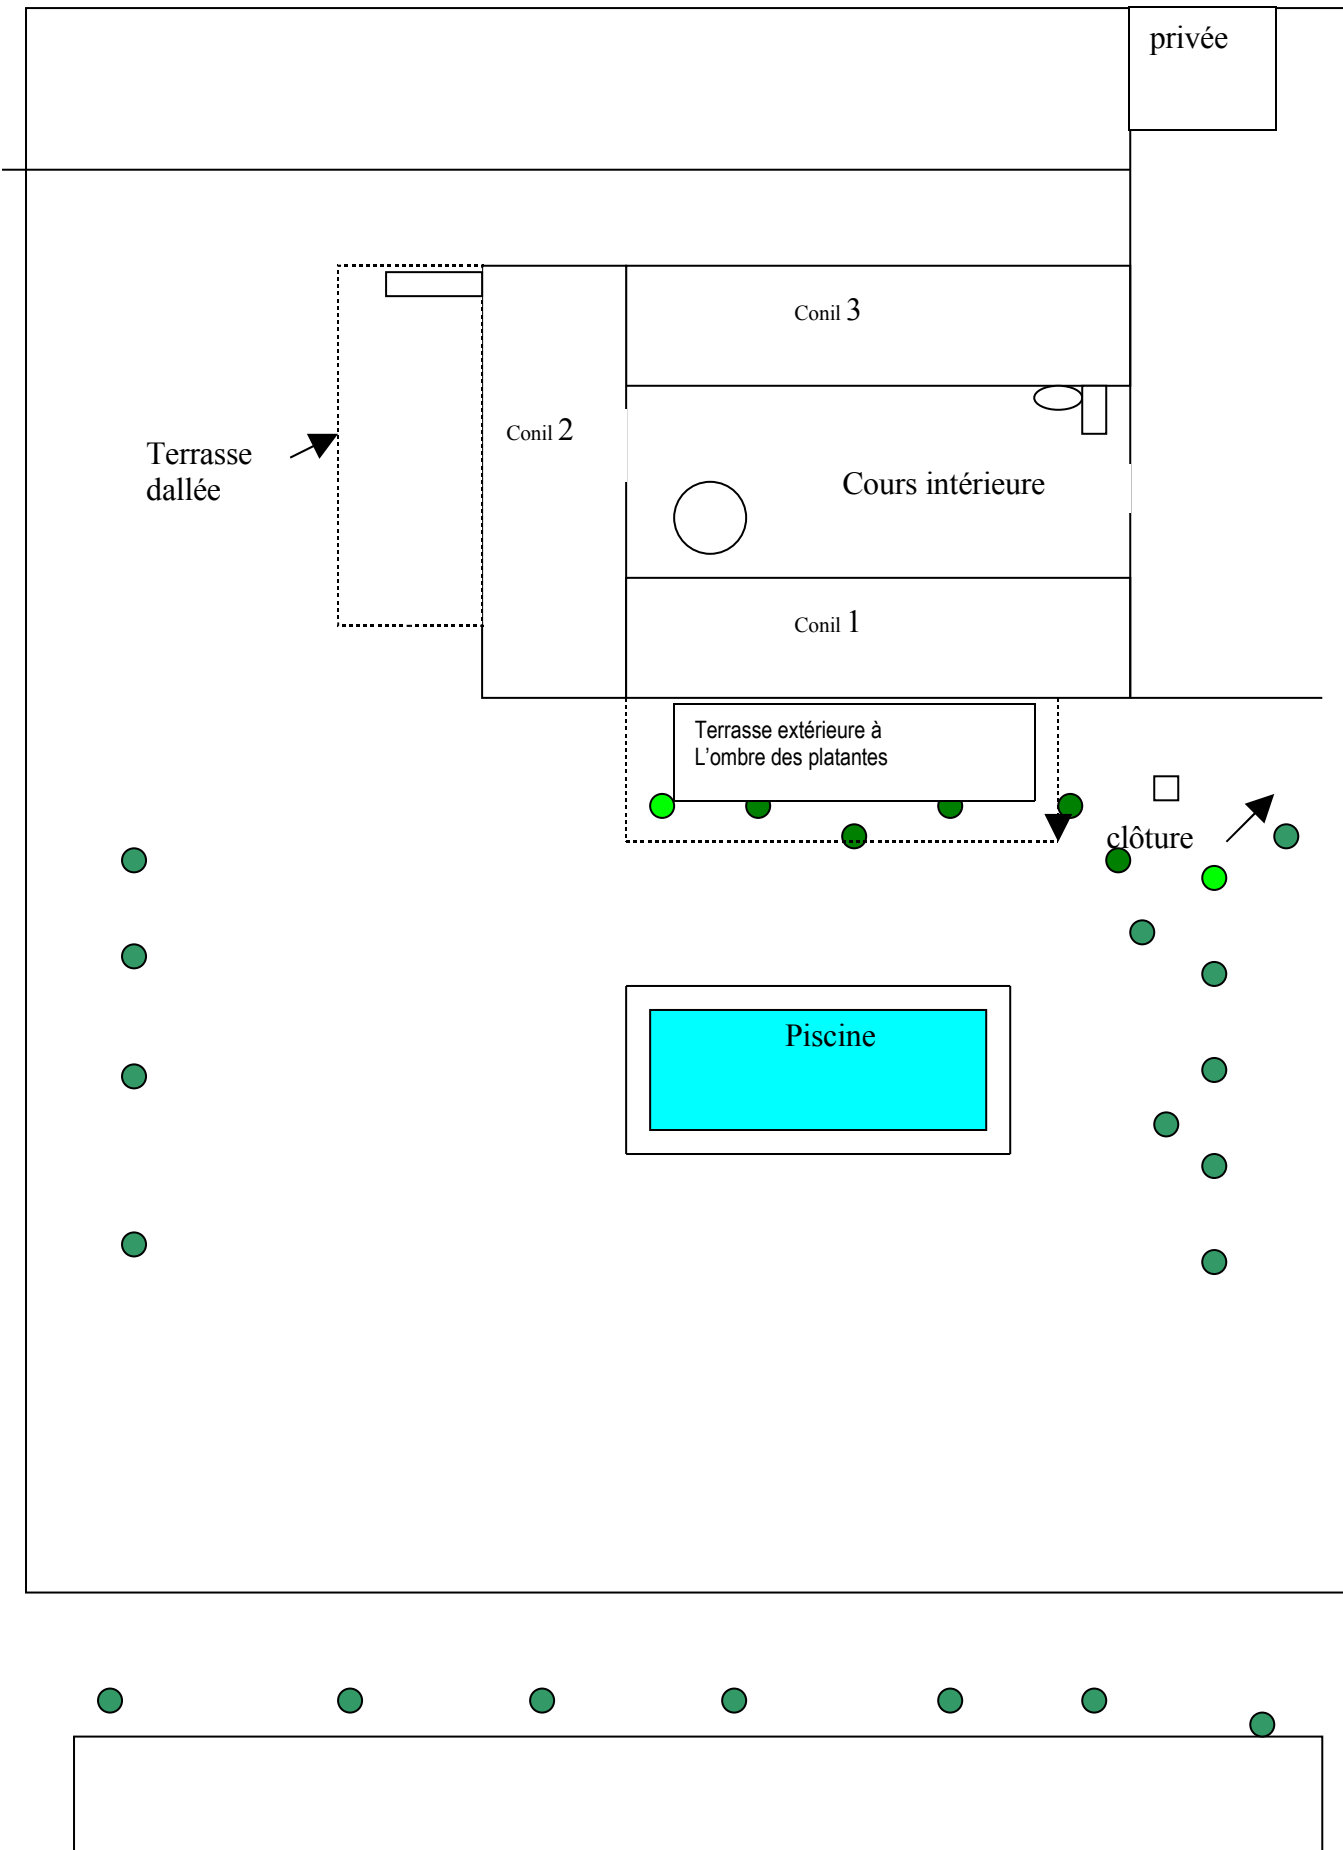 privée
Conil 3
Conil 2
Terrasse
dallée
Cours intérieure
Conil 1
Terrasse extérieure à
L'ombre des platantes
clôture
Piscine